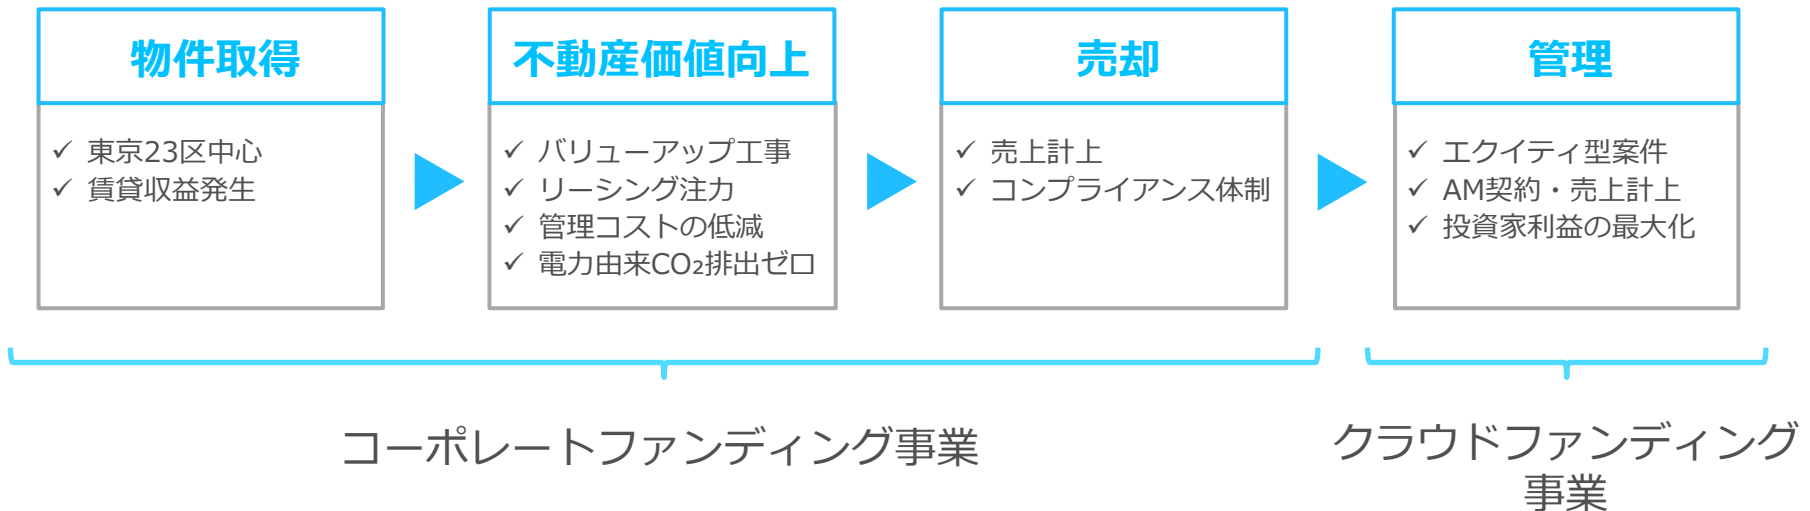 物件取得
✓ 東京23区中心
✓ 賃貸収益発生
不動産価値向上
✓ バリューアップ工事
✓ リーシング注力
✓ 管理コストの低減
✓ 電力由来CO₂排出ゼロ
売却
✓ 売上計上
✓ コンプライアンス体制
管理
✓ エクイティ型案件
✓ AM契約・売上計上
✓ 投資家利益の最大化
コーポレートファンディング事業
クラウドファンディング
事業